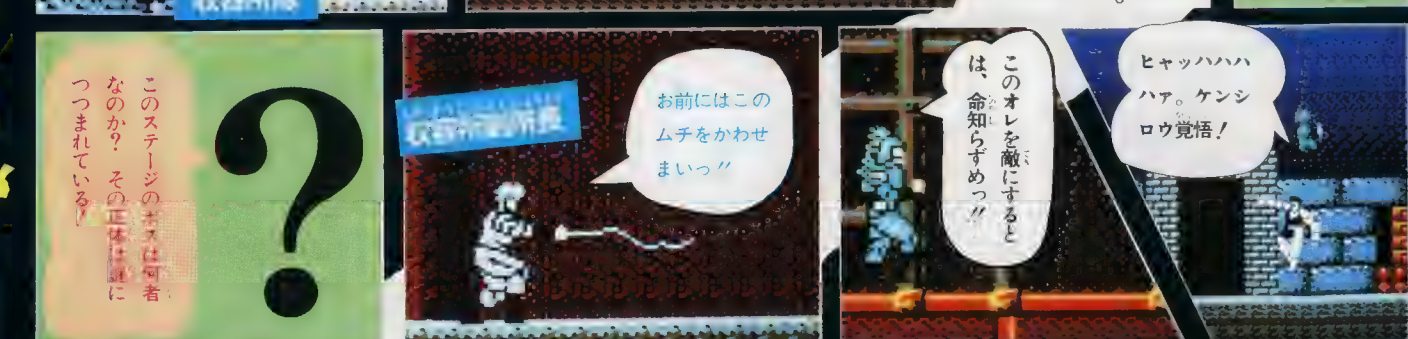 ヒャッハハハ
ハァ。ケンシ
ロウ覚悟!
このオレを敵にすると
は、命知らずめっ!!
お前にはこの
ムチをかわせ
まいっ!!
このステージのボスは何者
なのか? その正体は謎に
つつまれている!
?